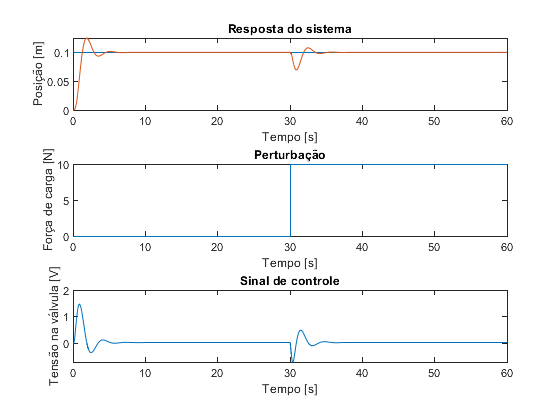 Resposta do sistema
Posição [m]
0.1
0.05
0
0 10 20 30 40 50 60
Tempo [s]
Perturbação
Força de carga [N]
10
5
0
0 10 20 30 40 50 60
Tempo [s]
Sinal de controle
Tensão na válvula [V]
2
1
0
0 10 20 30 40 50 60
Tempo [s]